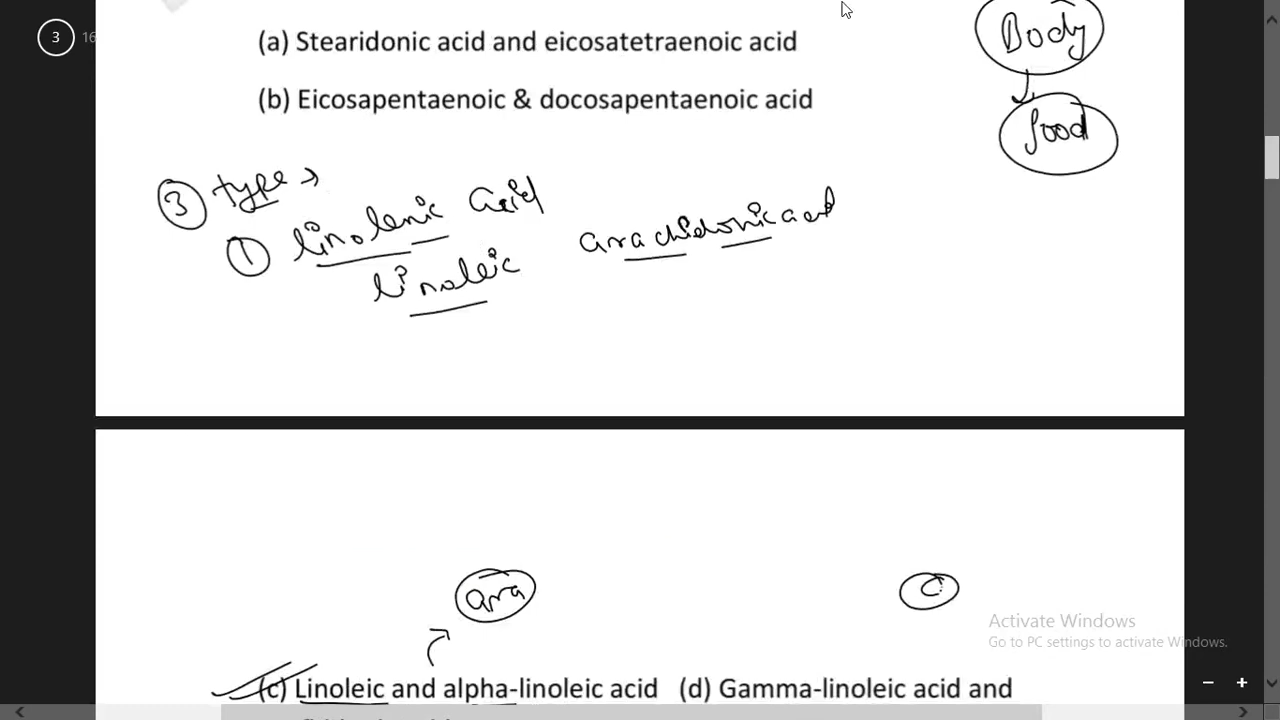 3 16
(a) Stearidonic acid and eicosatetraenoic acid
Body
(b) Eicosapentaenoic & docosapentaenoic acid
food
3 type →
1 linolenic acid
arachidonic acid
linoleic
ara
C
Activate Windows
Go to PC settings to activate Windows.
(c) Linoleic and alpha-linoleic acid (d) Gamma-linoleic acid and